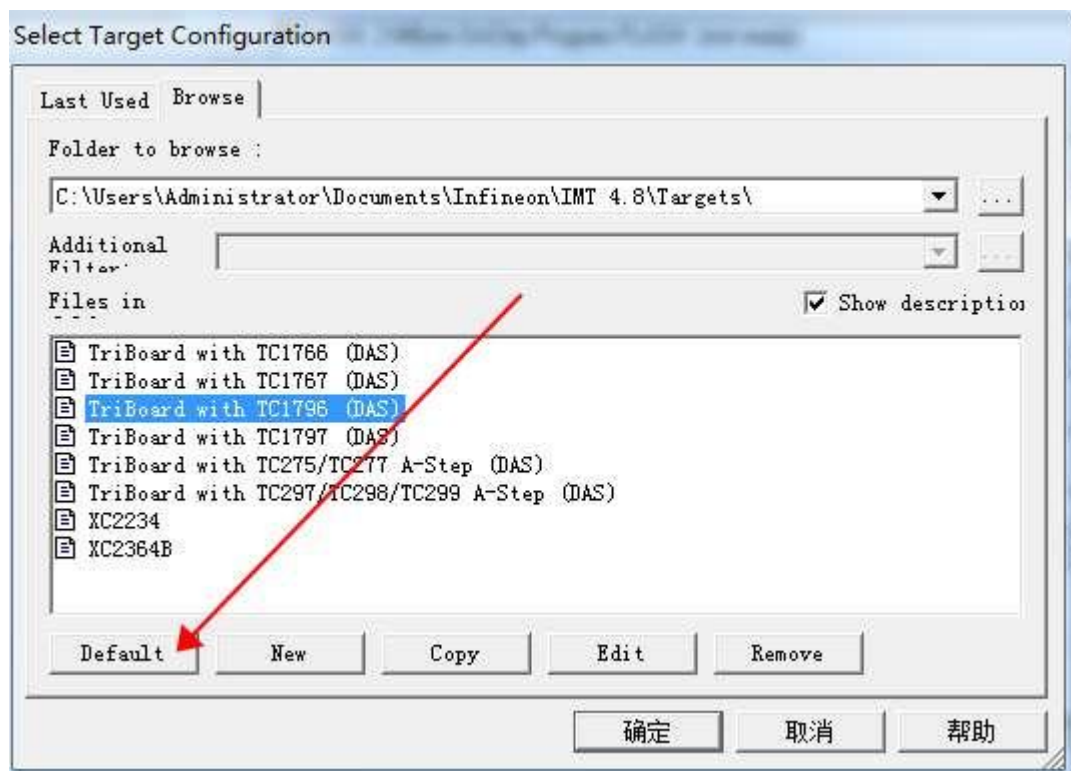 Select Target Configuration
Last Used Browse
Folder to browse :
C:\Users\Administrator\Documents\Infineon\IMT 4.8\Targets\ ...
Additional
Filter:
...
Files in
Show description
TriBoard with TC1766 (DAS)
TriBoard with TC1767 (DAS)
TriBoard with TC1796 (DAS)
TriBoard with TC1797 (DAS)
TriBoard with TC275/TC277 A-Step (DAS)
TriBoard with TC297/TC298/TC299 A-Step (DAS)
XC2234
XC2364B
Default New Copy Edit Remove
确定 取消 帮助